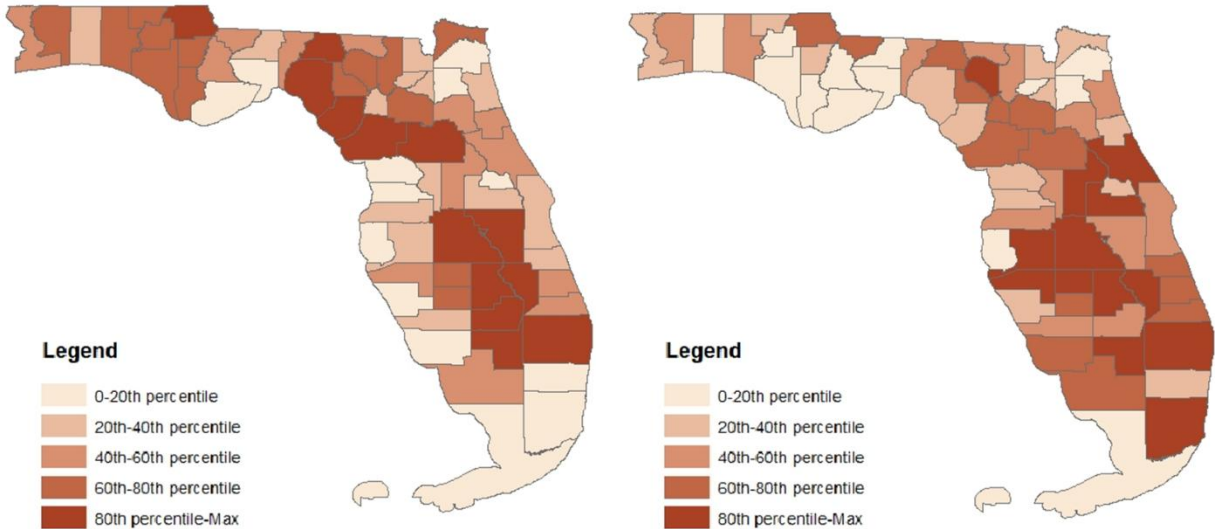 Legend
0-20th percentile
20th-40th percentile
40th-60th percentile
60th-80th percentile
80th percentile-Max
Legend
0-20th percentile
20th-40th percentile
40th-60th percentile
60th-80th percentile
80th percentile-Max